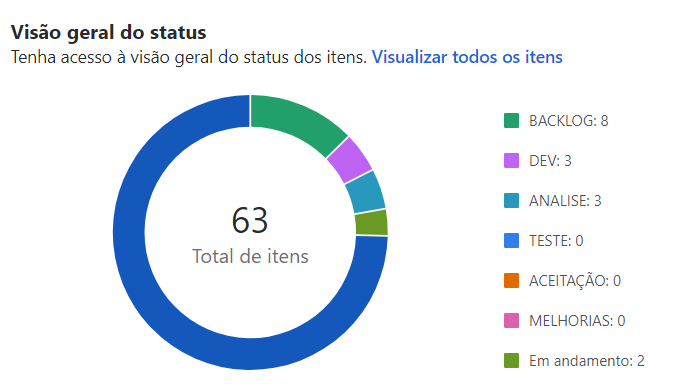 Visão geral do status
Tenha acesso à visão geral do status dos itens. Visualizar todos os itens
63
Total de itens
BACKLOG: 8
DEV: 3
ANALISE: 3
TESTE: 0
ACEITAÇÃO: 0
MELHORIAS: 0
Em andamento: 2